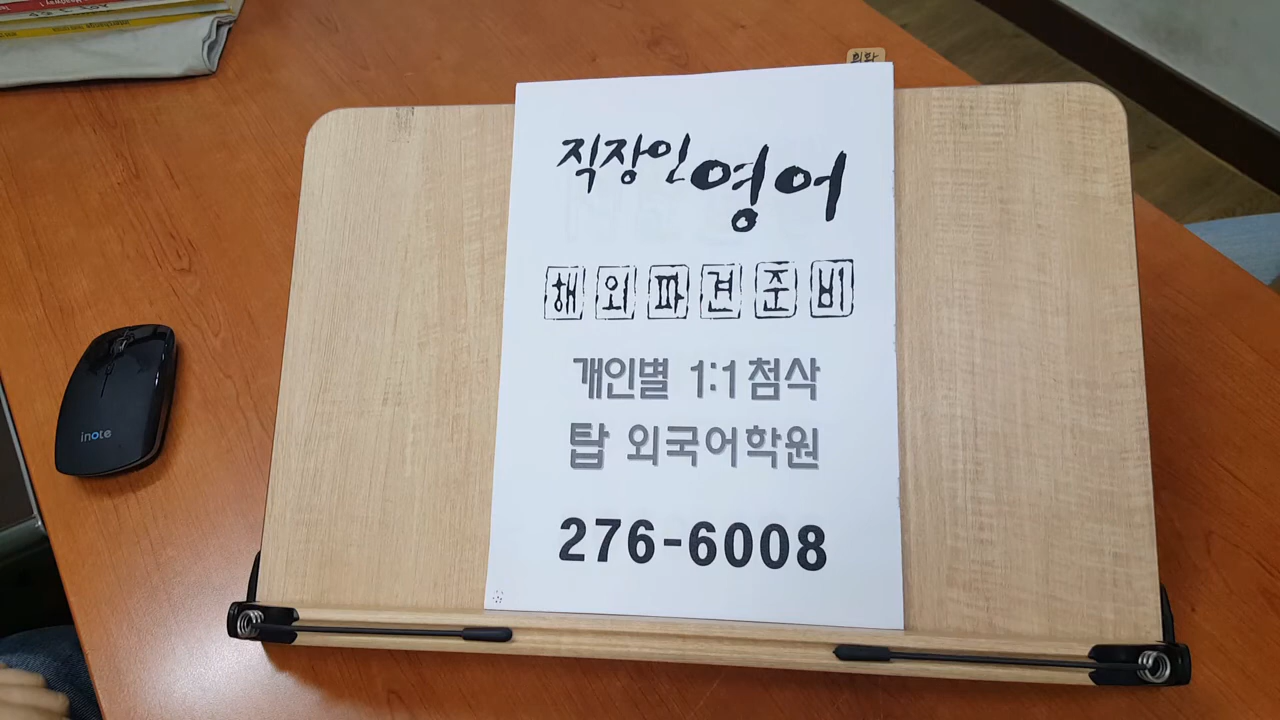 직장인 영어
해외파견준비
개인별 1:1 첨삭
탑 외국어학원
276-6008
inote